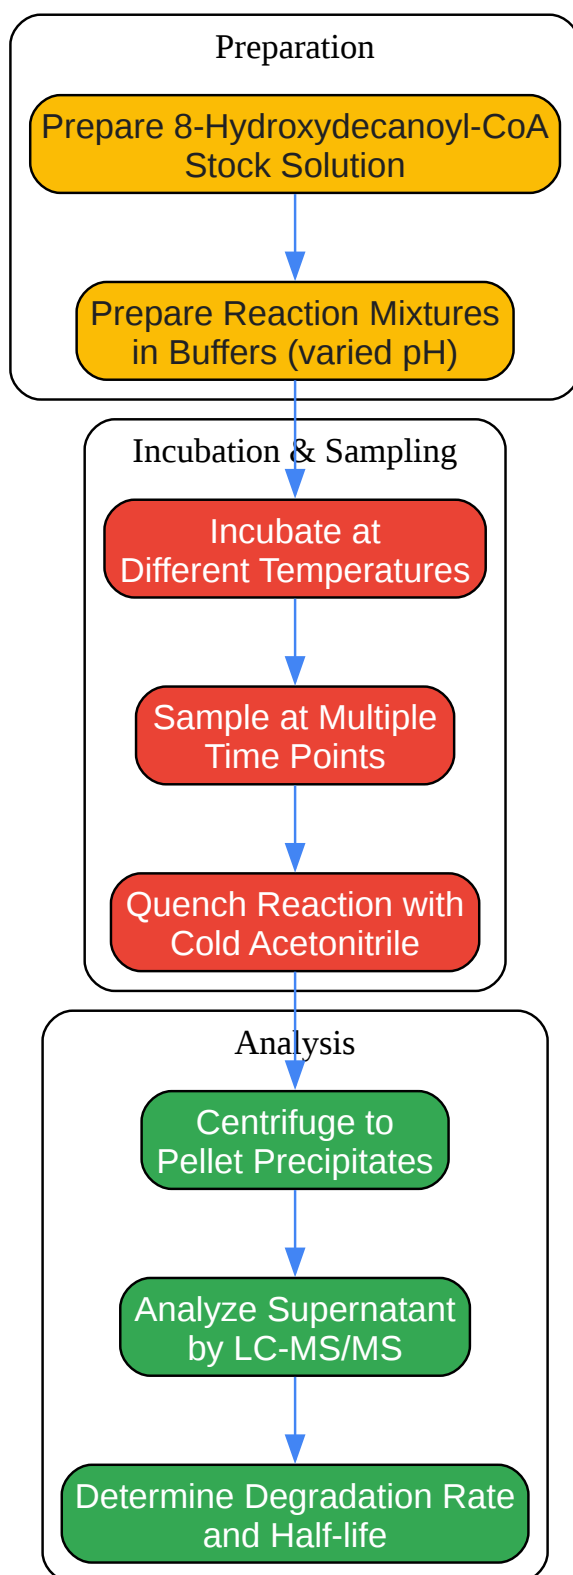 Preparation
Prepare 8-Hydroxydecanoyl-CoA
Stock Solution
Prepare Reaction Mixtures
in Buffers (varied pH)
Incubation & Sampling
Incubate at
Different Temperatures
Sample at Multiple
Time Points
Quench Reaction with
Cold Acetonitrile
Analysis
Centrifuge to
Pellet Precipitates
Analyze Supernatant
by LC-MS/MS
Determine Degradation Rate
and Half-life